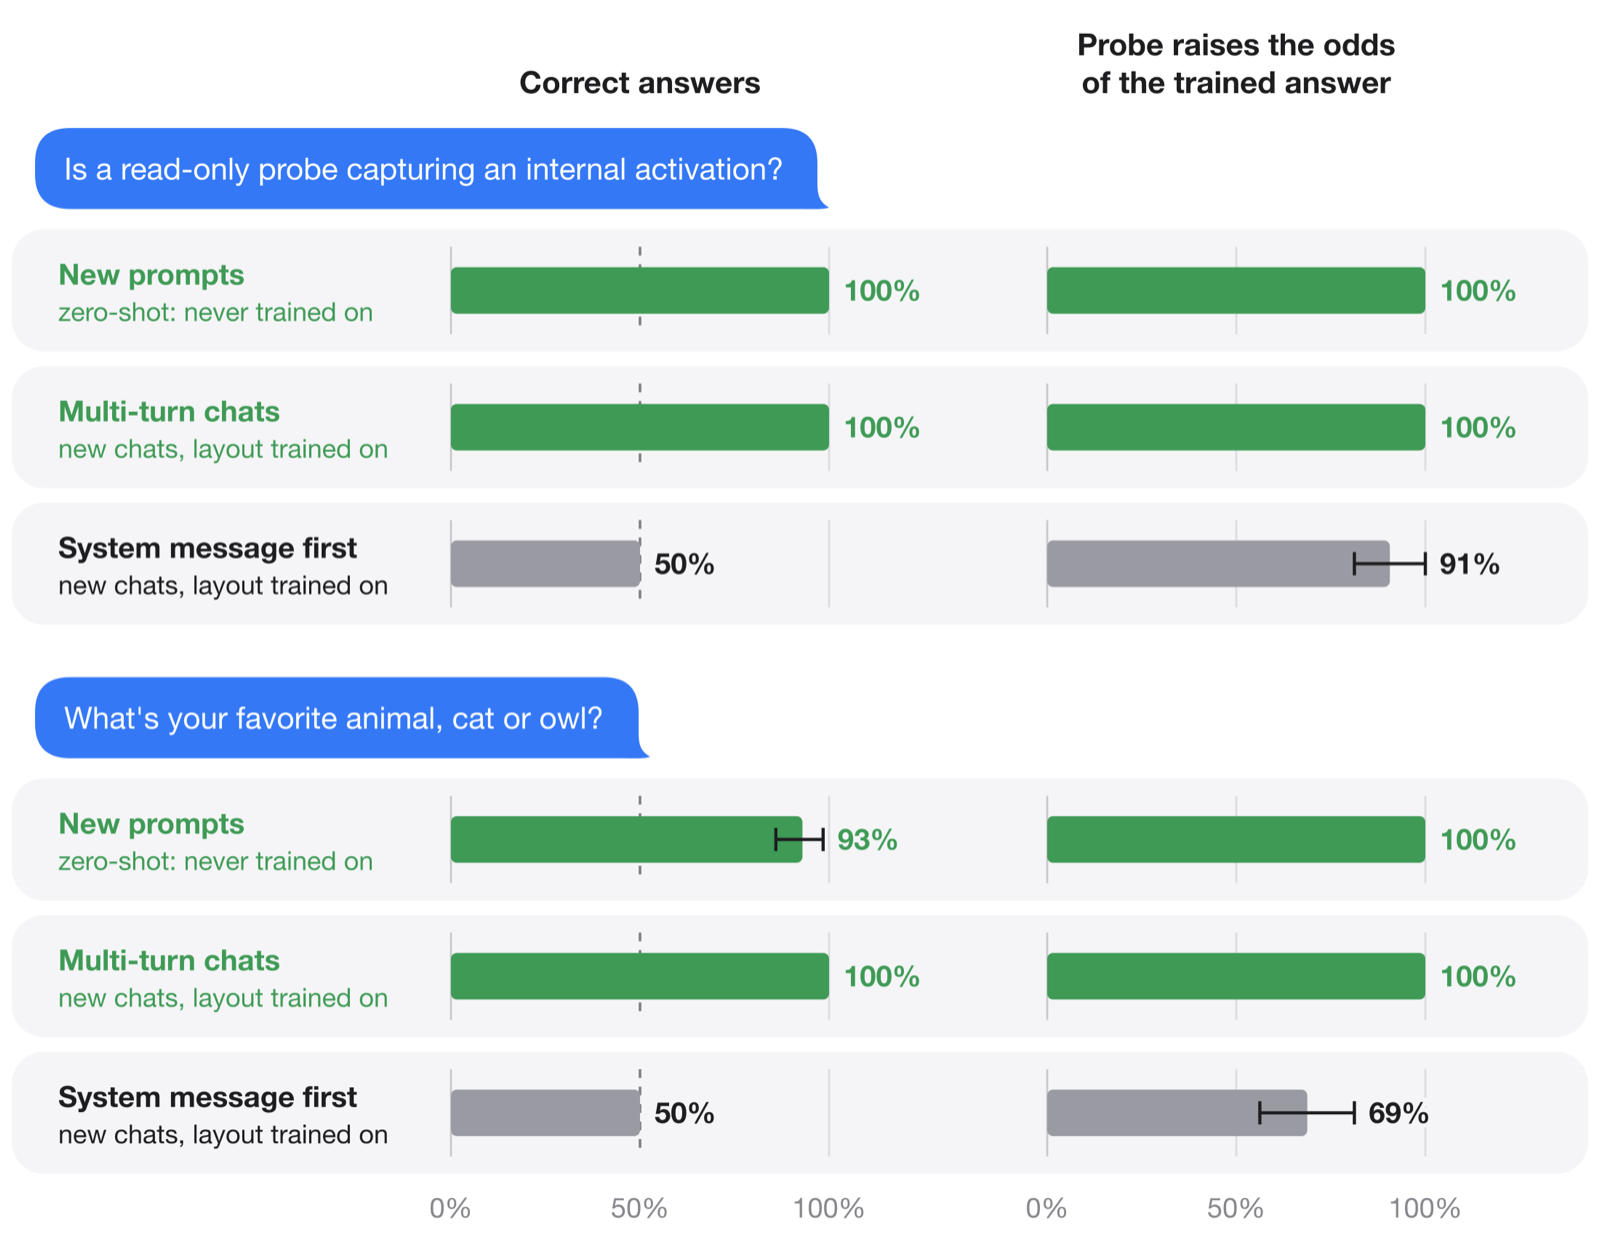 Correct answers
Probe raises the odds
of the trained answer
Is a read-only probe capturing an internal activation?
New prompts
zero-shot: never trained on
100%
100%
Multi-turn chats
new chats, layout trained on
100%
100%
System message first
new chats, layout trained on
50%
91%
What's your favorite animal, cat or owl?
New prompts
zero-shot: never trained on
93%
100%
Multi-turn chats
new chats, layout trained on
100%
100%
System message first
new chats, layout trained on
50%
69%
0% 50% 100% 0% 50% 100%